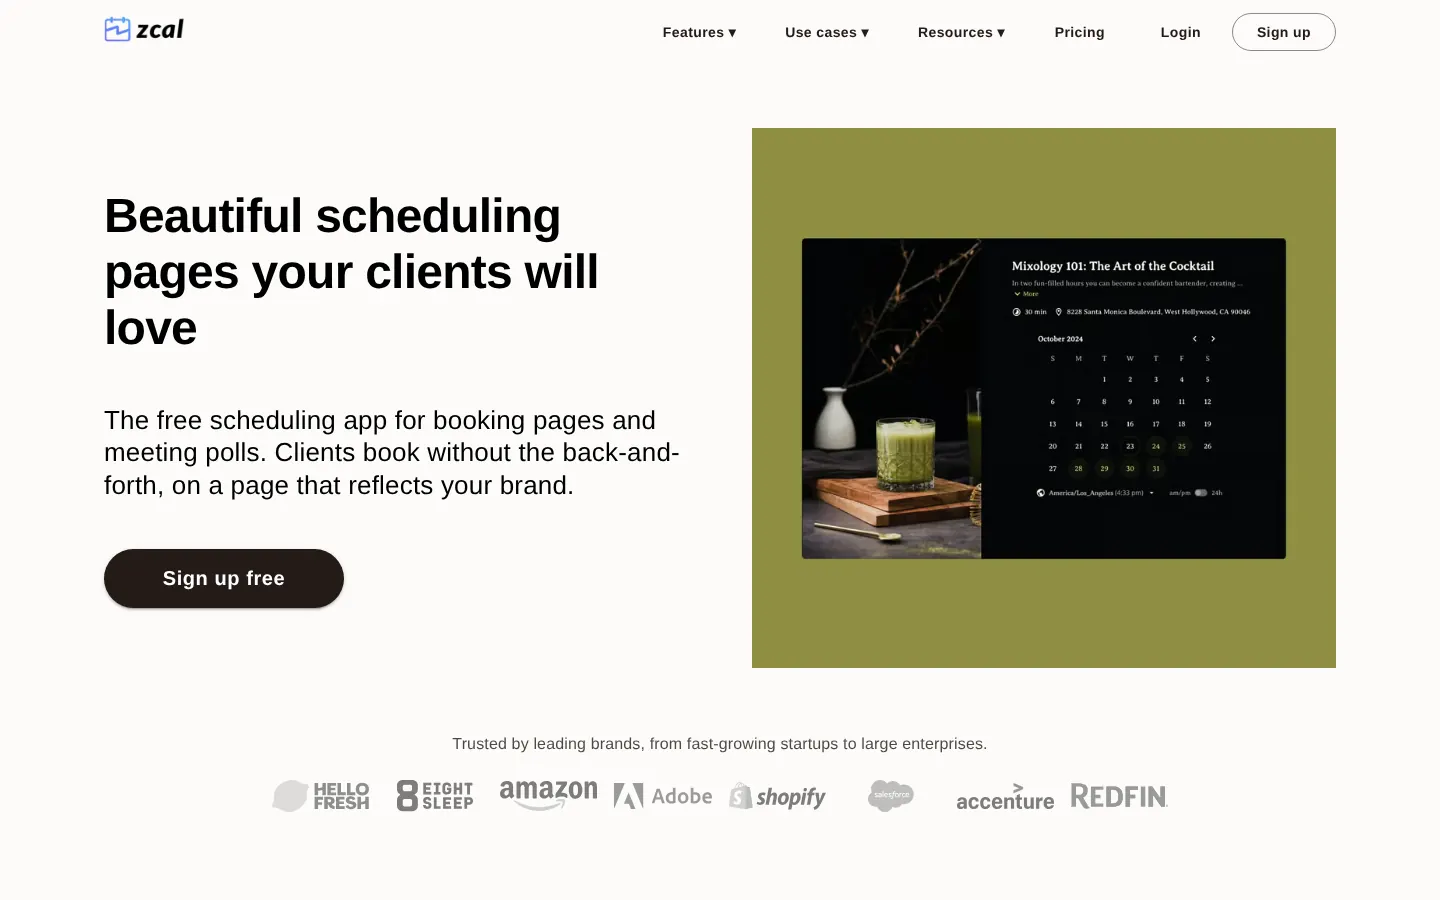 zcal
Features ▾
Use cases ▾
Resources ▾
Pricing
Login
Sign up
Beautiful scheduling
pages your clients will
love
The free scheduling app for booking pages and
meeting polls. Clients book without the back-and-
forth, on a page that reflects your brand.
Sign up free
Mixology 101: The Art of the Cocktail
In two fun-filled hours you can become a confident bartender, creating ...
More
30 min 8228 Santa Monica Boulevard, West Hollywood, CA 90046
October 2024
S M T W T F S
1 2 3 4 5
6 7 8 9 10 11 12
13 14 15 16 17 18 19
20 21 22 23 24 25 26
27 28 29 30 31
America/Los_Angeles (4:33 pm) am/pm 24h
Trusted by leading brands, from fast-growing startups to large enterprises.
HELLO
FRESH
8 EIGHT
SLEEP
amazon
Adobe
shopify
salesforce
accenture
REDFIN